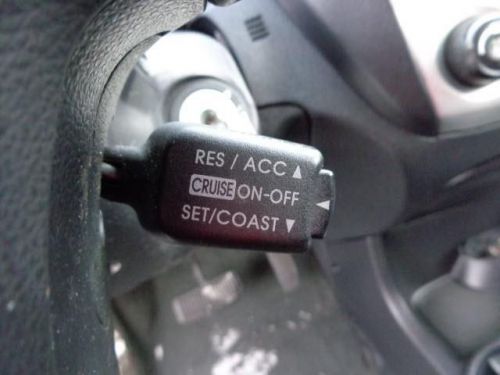 RES / ACC ▲
CRUISE ON-OFF ◀
SET/COAST ▼